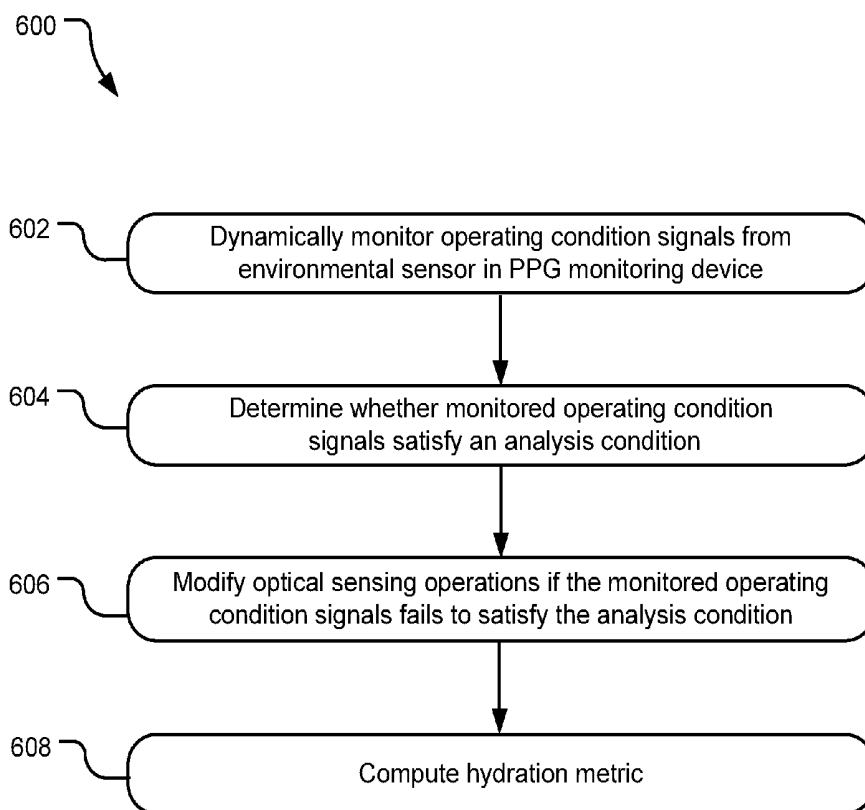 600
602
Dynamically monitor operating condition signals from
environmental sensor in PPG monitoring device
604
Determine whether monitored operating condition
signals satisfy an analysis condition
606
Modify optical sensing operations if the monitored operating
condition signals fails to satisfy the analysis condition
608
Compute hydration metric